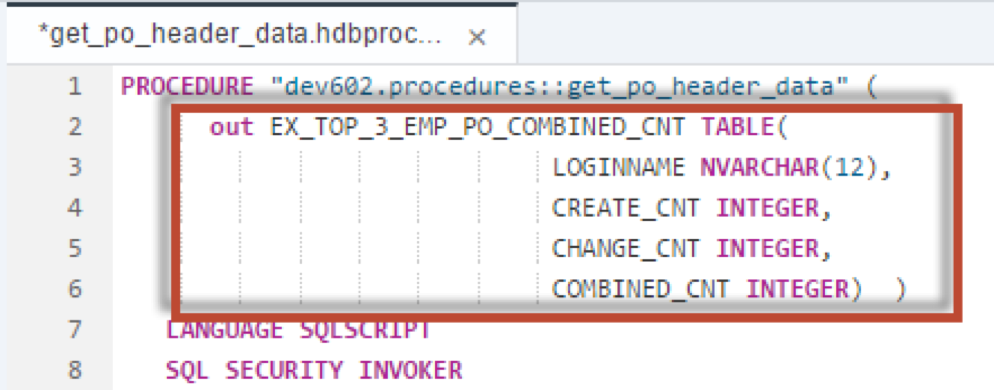 *get_po_header_data.hdbproc... ×
1 PROCEDURE "dev602.procedures::get_po_header_data" (
2 out EX_TOP_3_EMP_PO_COMBINED_CNT TABLE(
3 LOGINNAME NVARCHAR(12),
4 CREATE_CNT INTEGER,
5 CHANGE_CNT INTEGER,
6 COMBINED_CNT INTEGER) )
7 LANGUAGE SQLSCRIPT
8 SQL SECURITY INVOKER